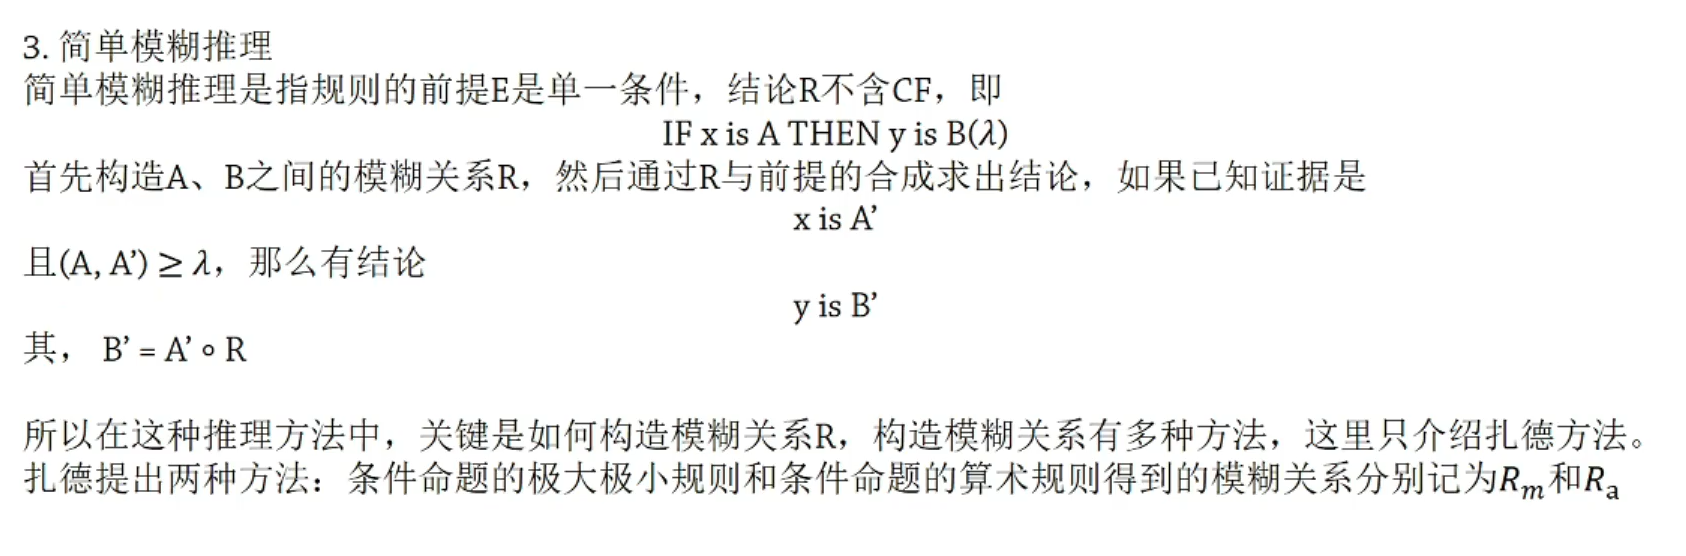 3. 简单模糊推理
简单模糊推理是指规则的前提E是单一条件，结论R不含CF，即
IF x is A THEN y is B(λ)
首先构造A、B之间的模糊关系R，然后通过R与前提的合成求出结论，如果已知证据是
x is A’
且(A, A’) ≥ λ，那么有结论
y is B’
其， B’ = A’ ∘ R
所以在这种推理方法中，关键是如何构造模糊关系R，构造模糊关系有多种方法，这里只介绍扎德方法。
扎德提出两种方法：条件命题的极大极小规则和条件命题的算术规则得到的模糊关系分别记为Rₘ和Rₐ